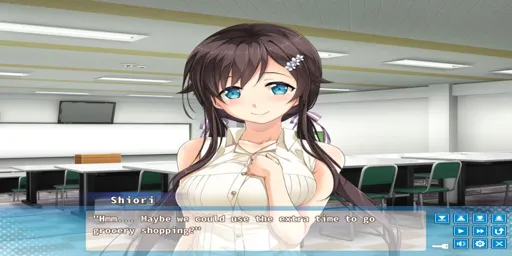 Shiori
"Hmm... Maybe we could use the extra time to go
grocery shopping?"